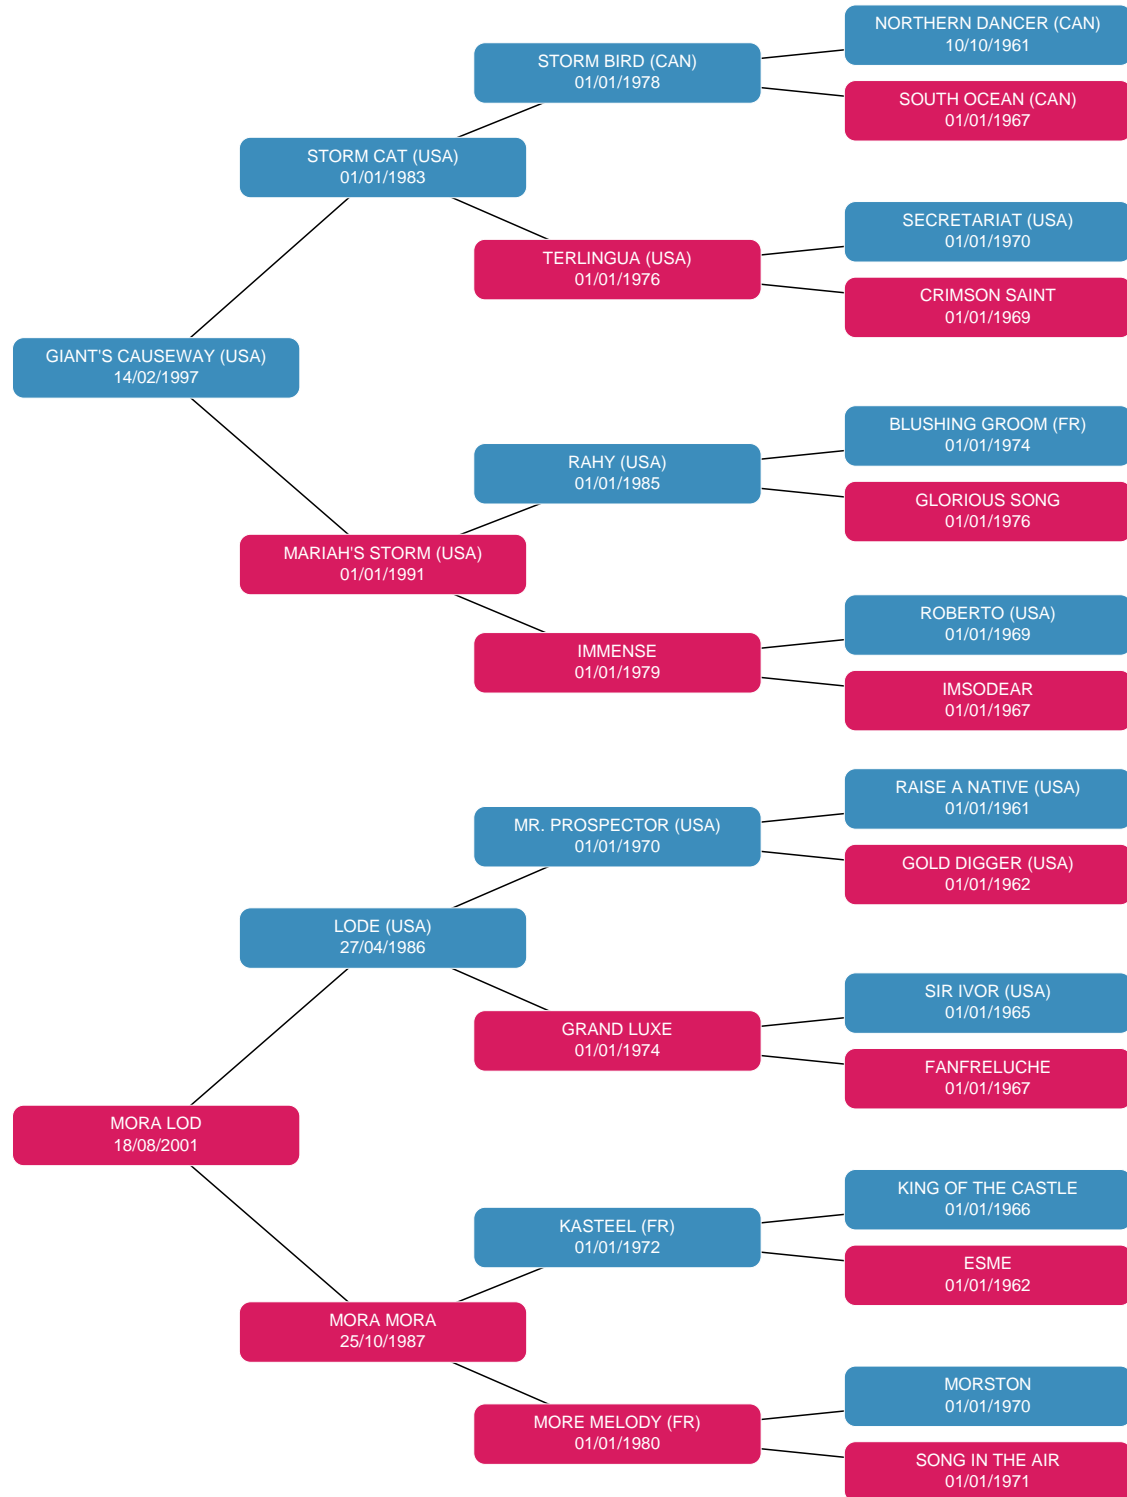 NORTHERN DANCER (CAN)
10/10/1961
STORM BIRD (CAN)
01/01/1978
SOUTH OCEAN (CAN)
01/01/1967
STORM CAT (USA)
01/01/1983
SECRETARIAT (USA)
01/01/1970
TERLINGUA (USA)
01/01/1976
CRIMSON SAINT
01/01/1969
GIANT'S CAUSEWAY (USA)
14/02/1997
BLUSHING GROOM (FR)
01/01/1974
RAHY (USA)
01/01/1985
GLORIOUS SONG
01/01/1976
MARIAH'S STORM (USA)
01/01/1991
ROBERTO (USA)
01/01/1969
IMMENSE
01/01/1979
IMSODEAR
01/01/1967
RAISE A NATIVE (USA)
01/01/1961
MR. PROSPECTOR (USA)
01/01/1970
GOLD DIGGER (USA)
01/01/1962
LODE (USA)
27/04/1986
SIR IVOR (USA)
01/01/1965
GRAND LUXE
01/01/1974
FANFRELUCHE
01/01/1967
MORA LOD
18/08/2001
KING OF THE CASTLE
01/01/1966
KASTEEL (FR)
01/01/1972
ESME
01/01/1962
MORA MORA
25/10/1987
MORSTON
01/01/1970
MORE MELODY (FR)
01/01/1980
SONG IN THE AIR
01/01/1971